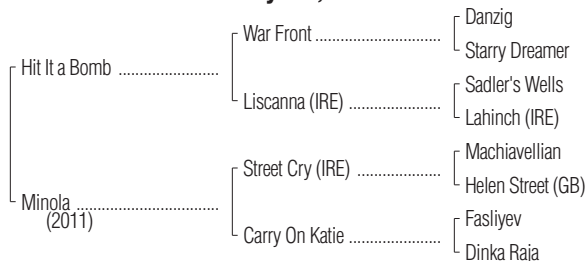 War Front ................................
Danzig
Starry Dreamer
Hit It a Bomb ..........................
Liscanna (IRE) ........................
Sadler's Wells
Lahinch (IRE)
Street Cry (IRE) .....................
Machiavellian
Helen Street (GB)
Minola ......................................
(2011)
Carry On Katie ........................
Fasliyev
Dinka Raja